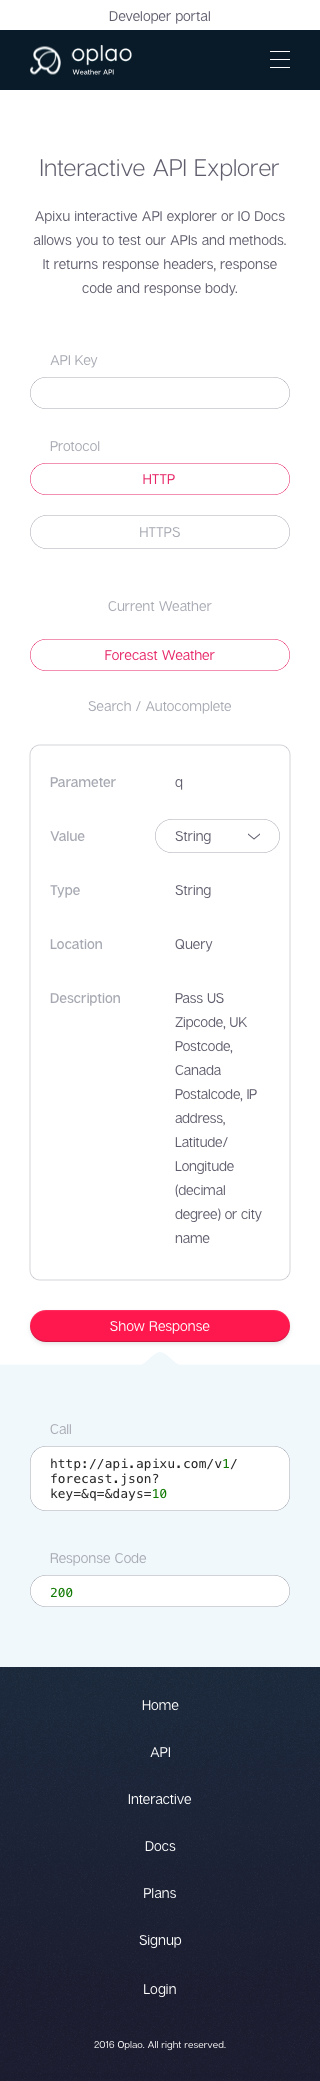 Developer portal
oplao
Weather API
Interactive API Explorer
Apixu interactive API explorer or IO Docs
allows you to test our APIs and methods.
It returns response headers, response
code and response body.
API Key
Protocol
HTTP
HTTPS
Current Weather
Forecast Weather
Search / Autocomplete
Parameter q
Value String
Type String
Location Query
Description Pass US
Zipcode, UK
Postcode,
Canada
Postalcode, IP
address,
Latitude/
Longitude
(decimal
degree) or city
name
Show Response
Call
http://api.apixu.com/v1/
forecast.json?
key=&q=&days=10
Response Code
200
Home
API
Interactive
Docs
Plans
Signup
Login
2016 Oplao. All right reserved.